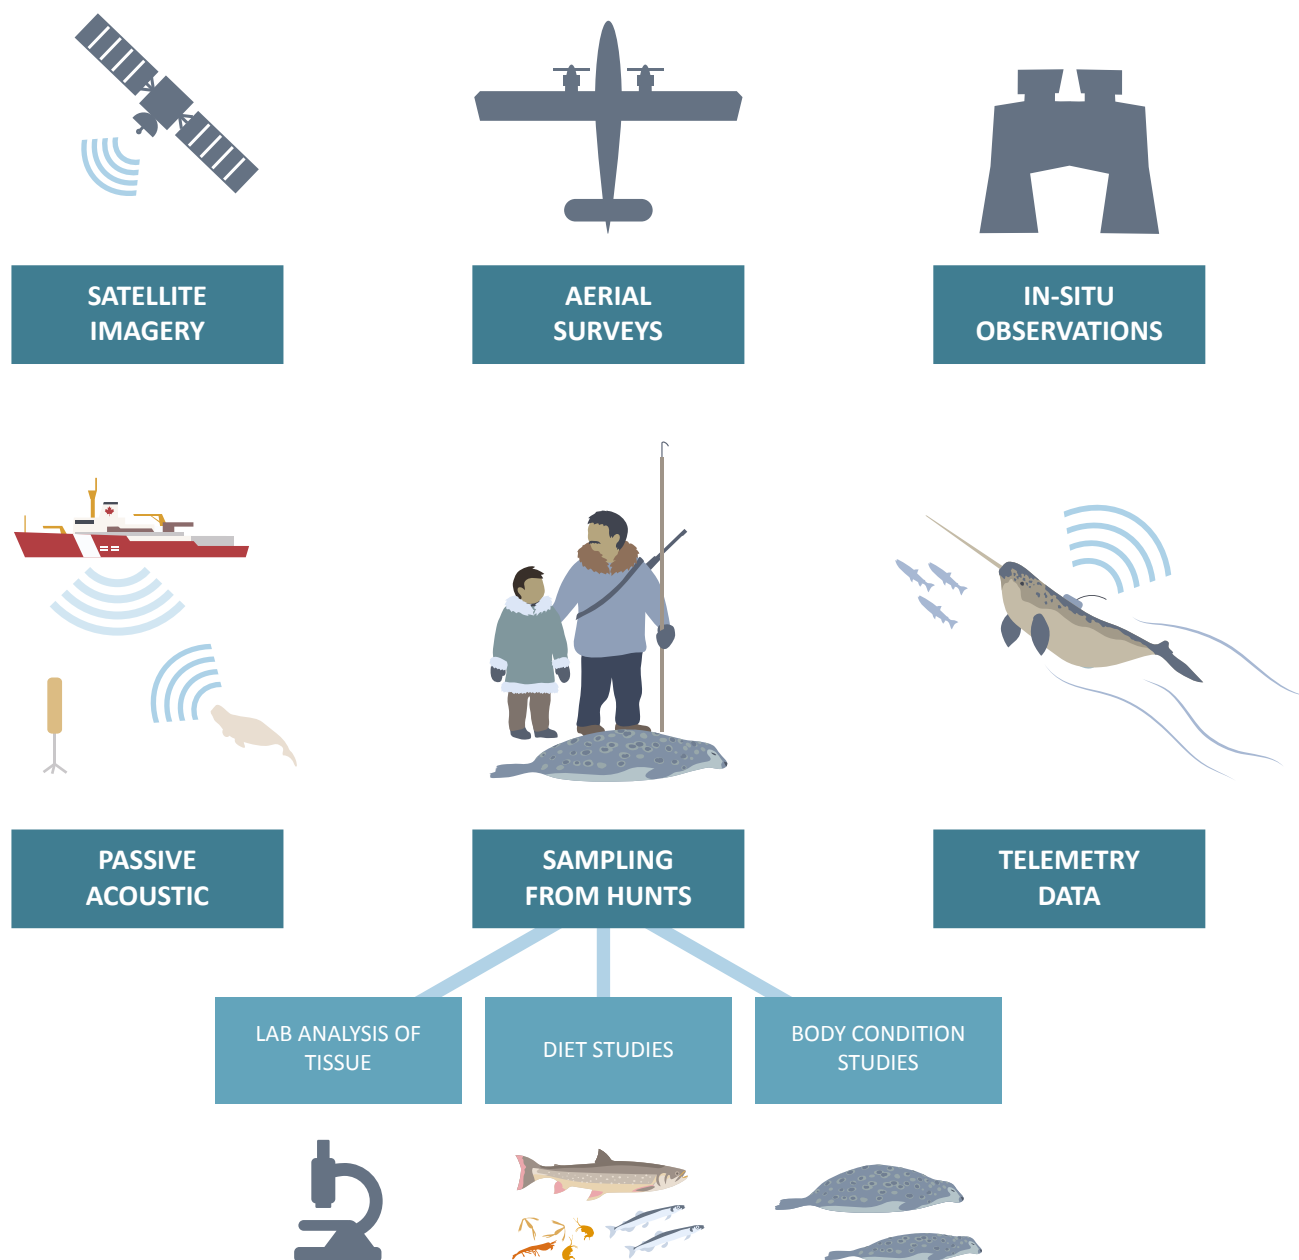 SATELLITE
IMAGERY
AERIAL
SURVEYS
IN-SITU
OBSERVATIONS
PASSIVE
ACOUSTIC
SAMPLING
FROM HUNTS
TELEMETRY
DATA
LAB ANALYSIS OF
TISSUE
DIET STUDIES
BODY CONDITION
STUDIES